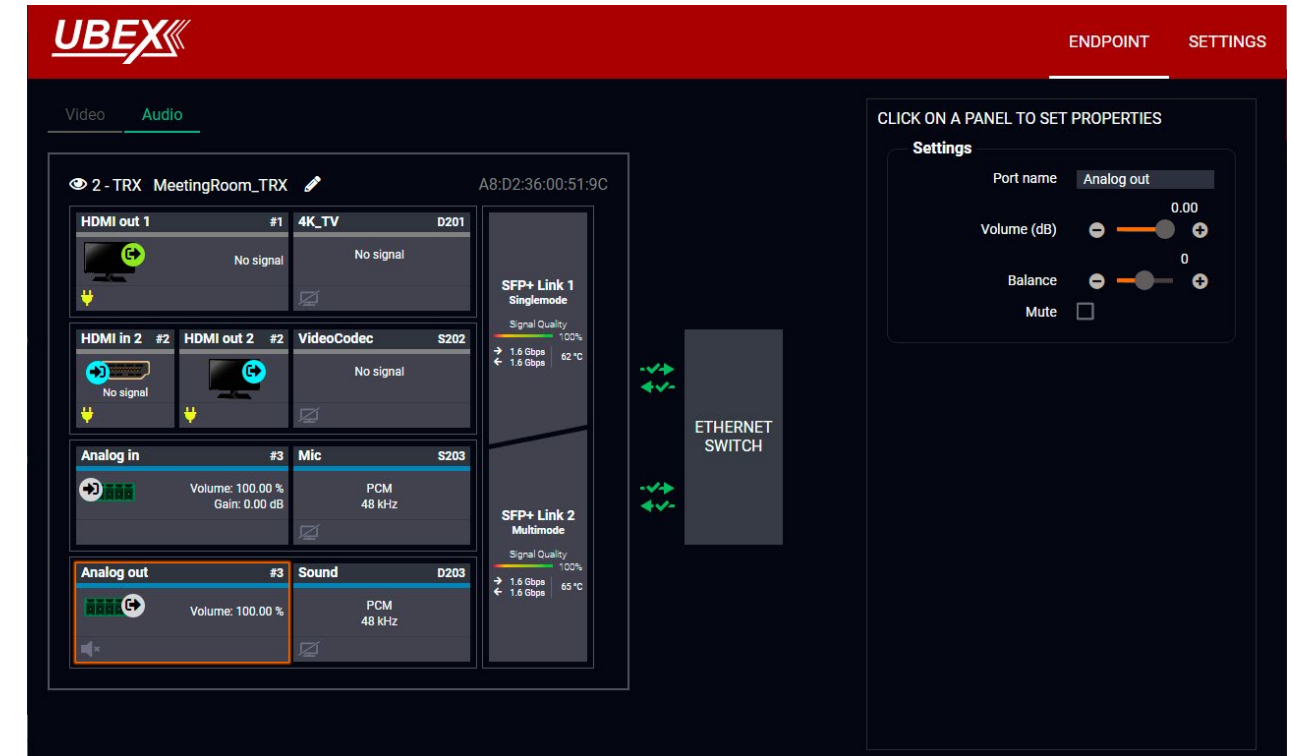 UBEX
ENDPOINT SETTINGS
Video Audio
2 - TRX MeetingRoom_TRX A8:D2:36:00:51:9C
HDMI out 1 #1
No signal
4K_TV D201
No signal
HDMI in 2 #2
No signal
HDMI out 2 #2
VideoCodec S202
No signal
Analog in #3
Volume: 100.00 %
Gain: 0.00 dB
Mic S203
PCM
48 kHz
Analog out #3
Volume: 100.00 %
Sound D203
PCM
48 kHz
SFP+ Link 1
Singlemode
Signal Quality
100%
1.6 Gbps
1.6 Gbps
62 °C
SFP+ Link 2
Multimode
Signal Quality
100%
1.6 Gbps
1.6 Gbps
65 °C
ETHERNET
SWITCH
CLICK ON A PANEL TO SET PROPERTIES
Settings
Port name Analog out
0.00
Volume (dB)
0
Balance
Mute